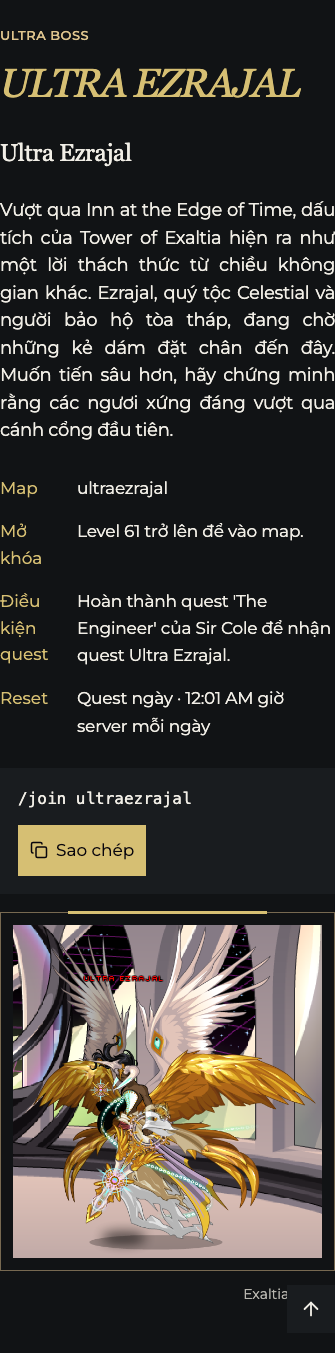 ULTRA BOSS
ULTRA EZRAJAL
Ultra Ezrajal
Vượt qua Inn at the Edge of Time, dấu
tích của Tower of Exaltia hiện ra như
một lời thách thức từ chiều không
gian khác. Ezrajal, quý tộc Celestial và
người bảo hộ tòa tháp, đang chờ
những kẻ dám đặt chân đến đây.
Muốn tiến sâu hơn, hãy chứng minh
rằng các ngươi xứng đáng vượt qua
cánh cổng đầu tiên.
Map
ultraezrajal
Mở
khóa
Level 61 trở lên để vào map.
Điều
kiện
quest
Hoàn thành quest 'The
Engineer' của Sir Cole để nhận
quest Ultra Ezrajal.
Reset
Quest ngày · 12:01 AM giờ
server mỗi ngày
/join ultraezrajal
Sao chép
ULTRA EZRAJAL
Exaltia